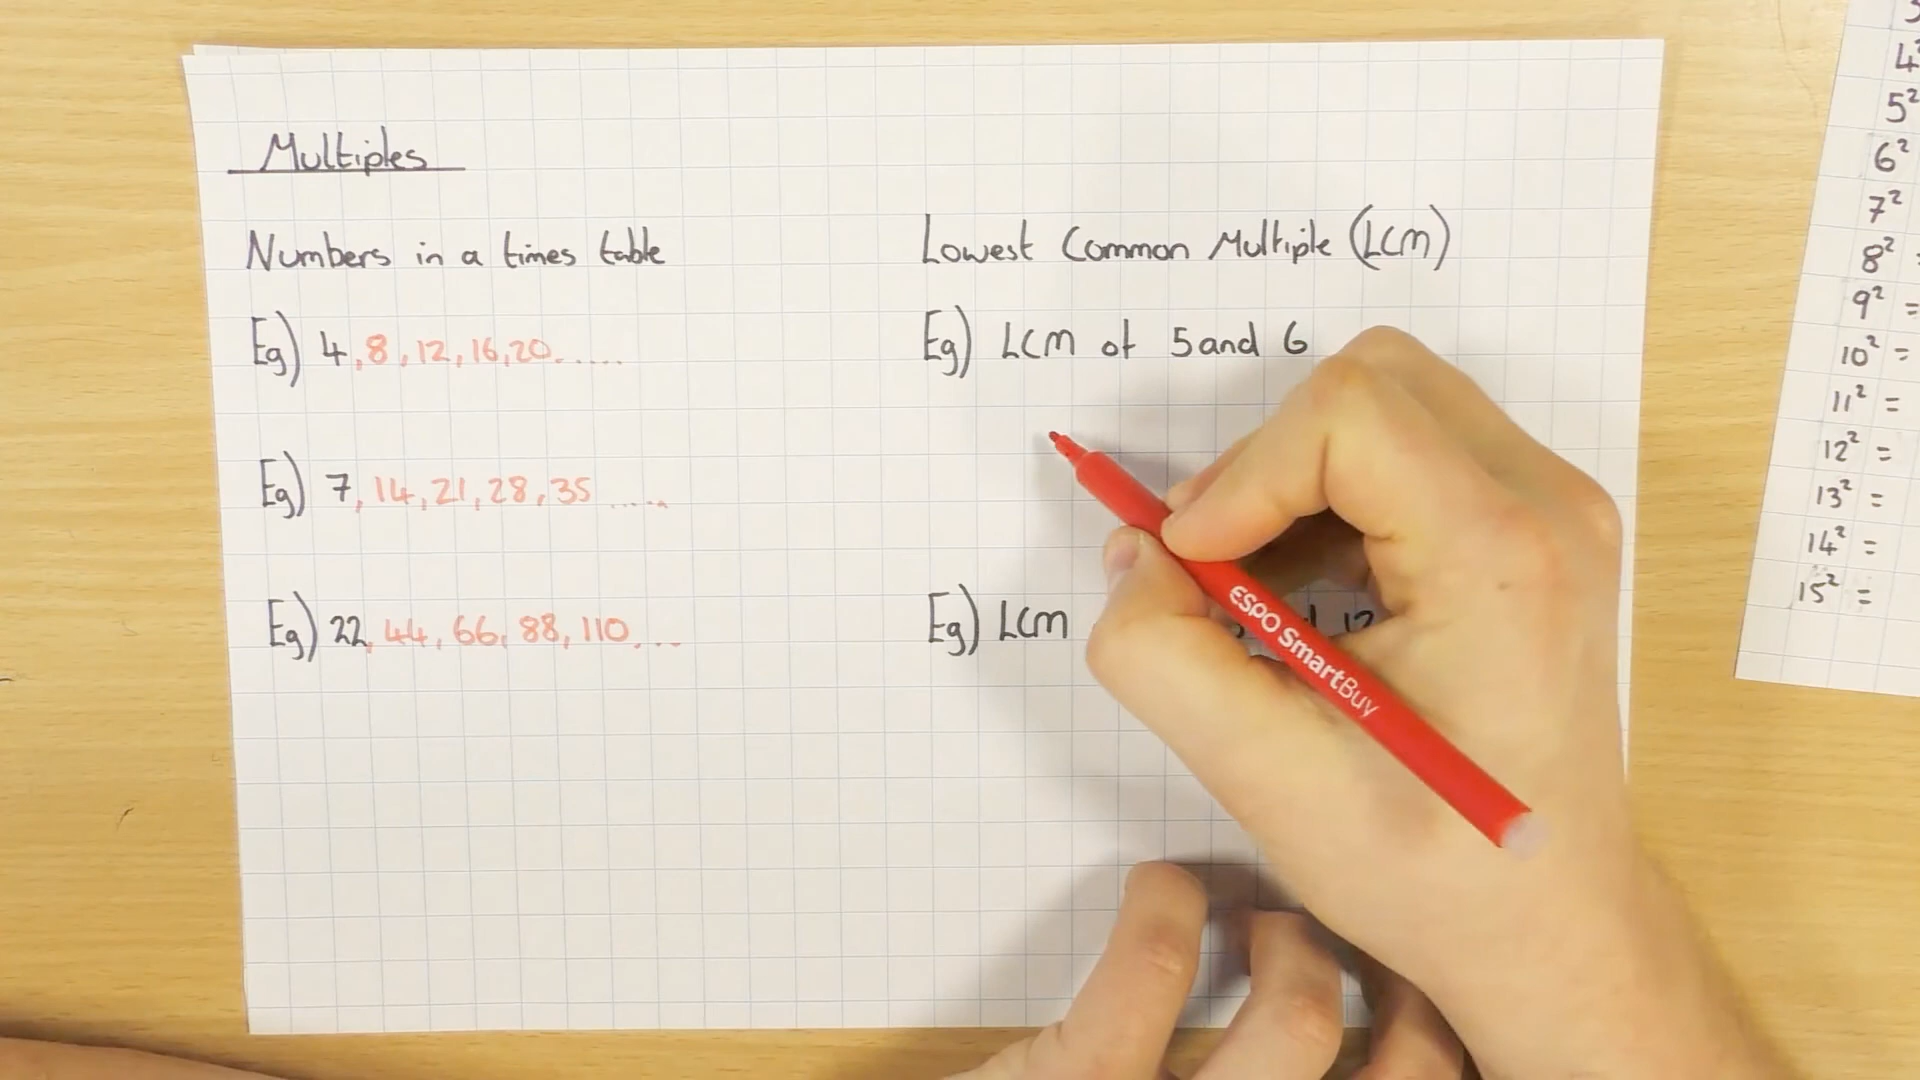 Multiples
Numbers in a times table
Eg) 4, 8, 12, 16, 20......
Eg) 7, 14, 21, 28, 35 .....
Eg) 22, 44, 66, 88, 110....
Lowest Common Multiple (LCM)
Eg) LCM of 5 and 6
Eg) LCM
12
ESPO SmartBuy
5²
6²
7²
8²
9² =
10² =
11² =
12² =
13² =
14² =
15² =